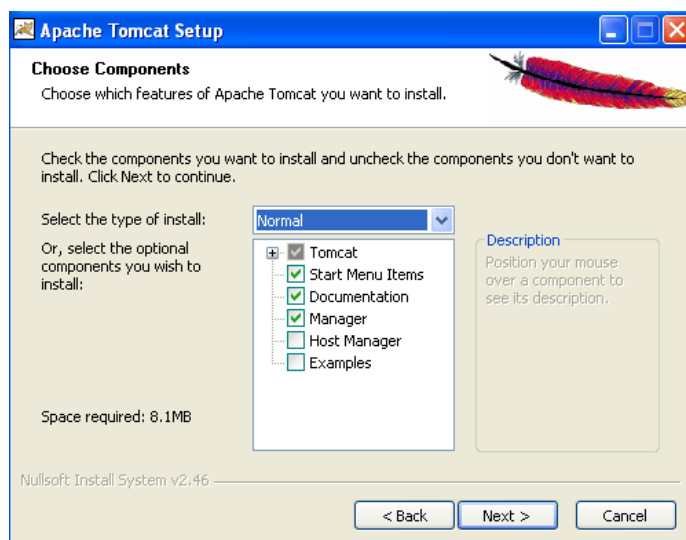 Apache Tomcat Setup
Choose Components
Choose which features of Apache Tomcat you want to install.
Check the components you want to install and uncheck the components you don't want to
install. Click Next to continue.
Select the type of install:
Normal
Or, select the optional
components you wish to
install:
Tomcat
Start Menu Items
Documentation
Manager
Host Manager
Examples
Description
Position your mouse
over a component to
see its description.
Space required: 8.1MB
Nullsoft Install System v2.46
< Back
Next >
Cancel